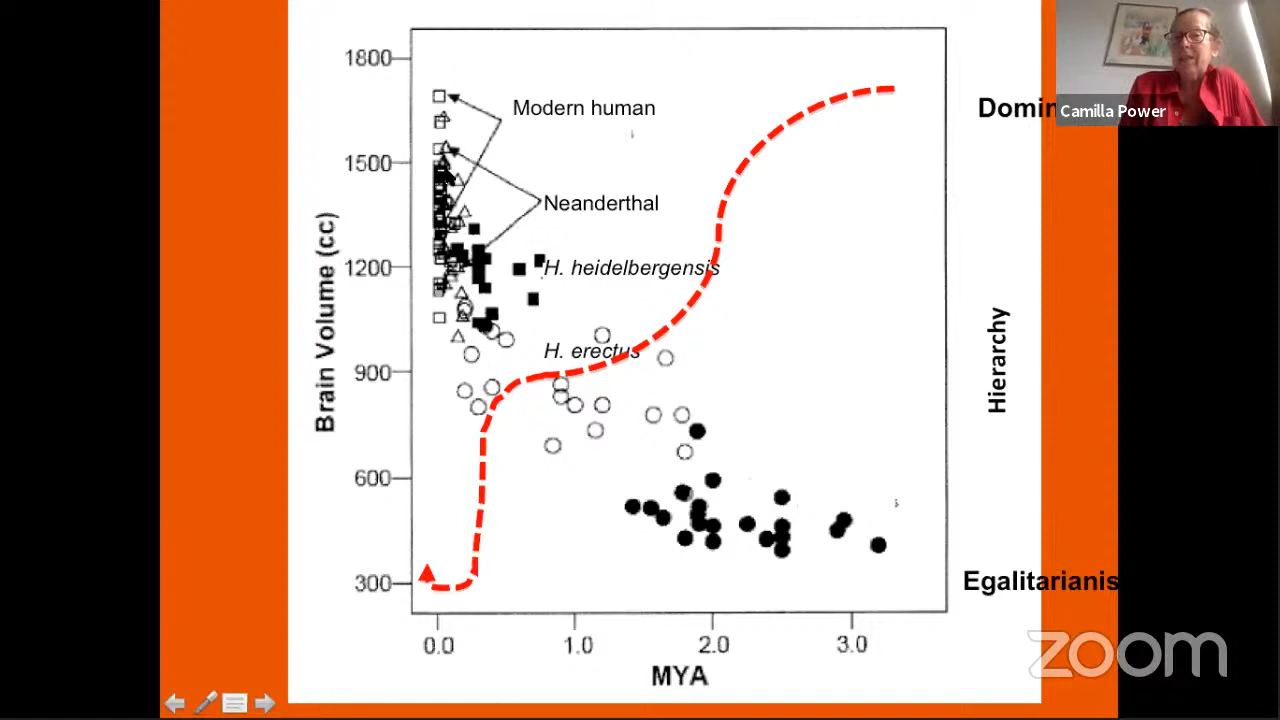 1800
1500
1200
900
600
300
Brain Volume (cc)
Modern human
Neanderthal
H. heidelbergensis
H. erectus
0.0 1.0 2.0 3.0
MYA
Domin
Hierarchy
Egalitarianis
Camilla Power
zoom